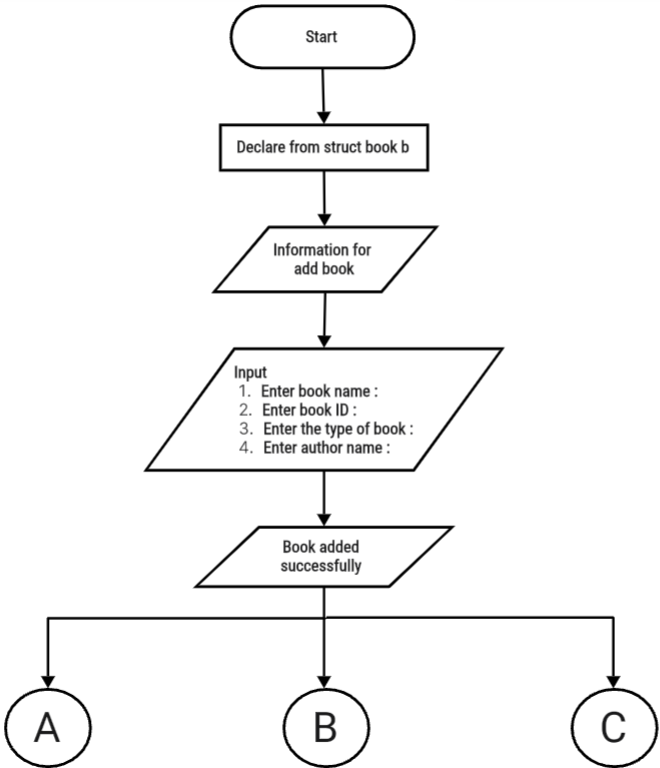 Start
Declare from struct book b
Information for
add book
Input
1. Enter book name :
2. Enter book ID :
3. Enter the type of book :
4. Enter author name :
Book added
successfully
A
B
C